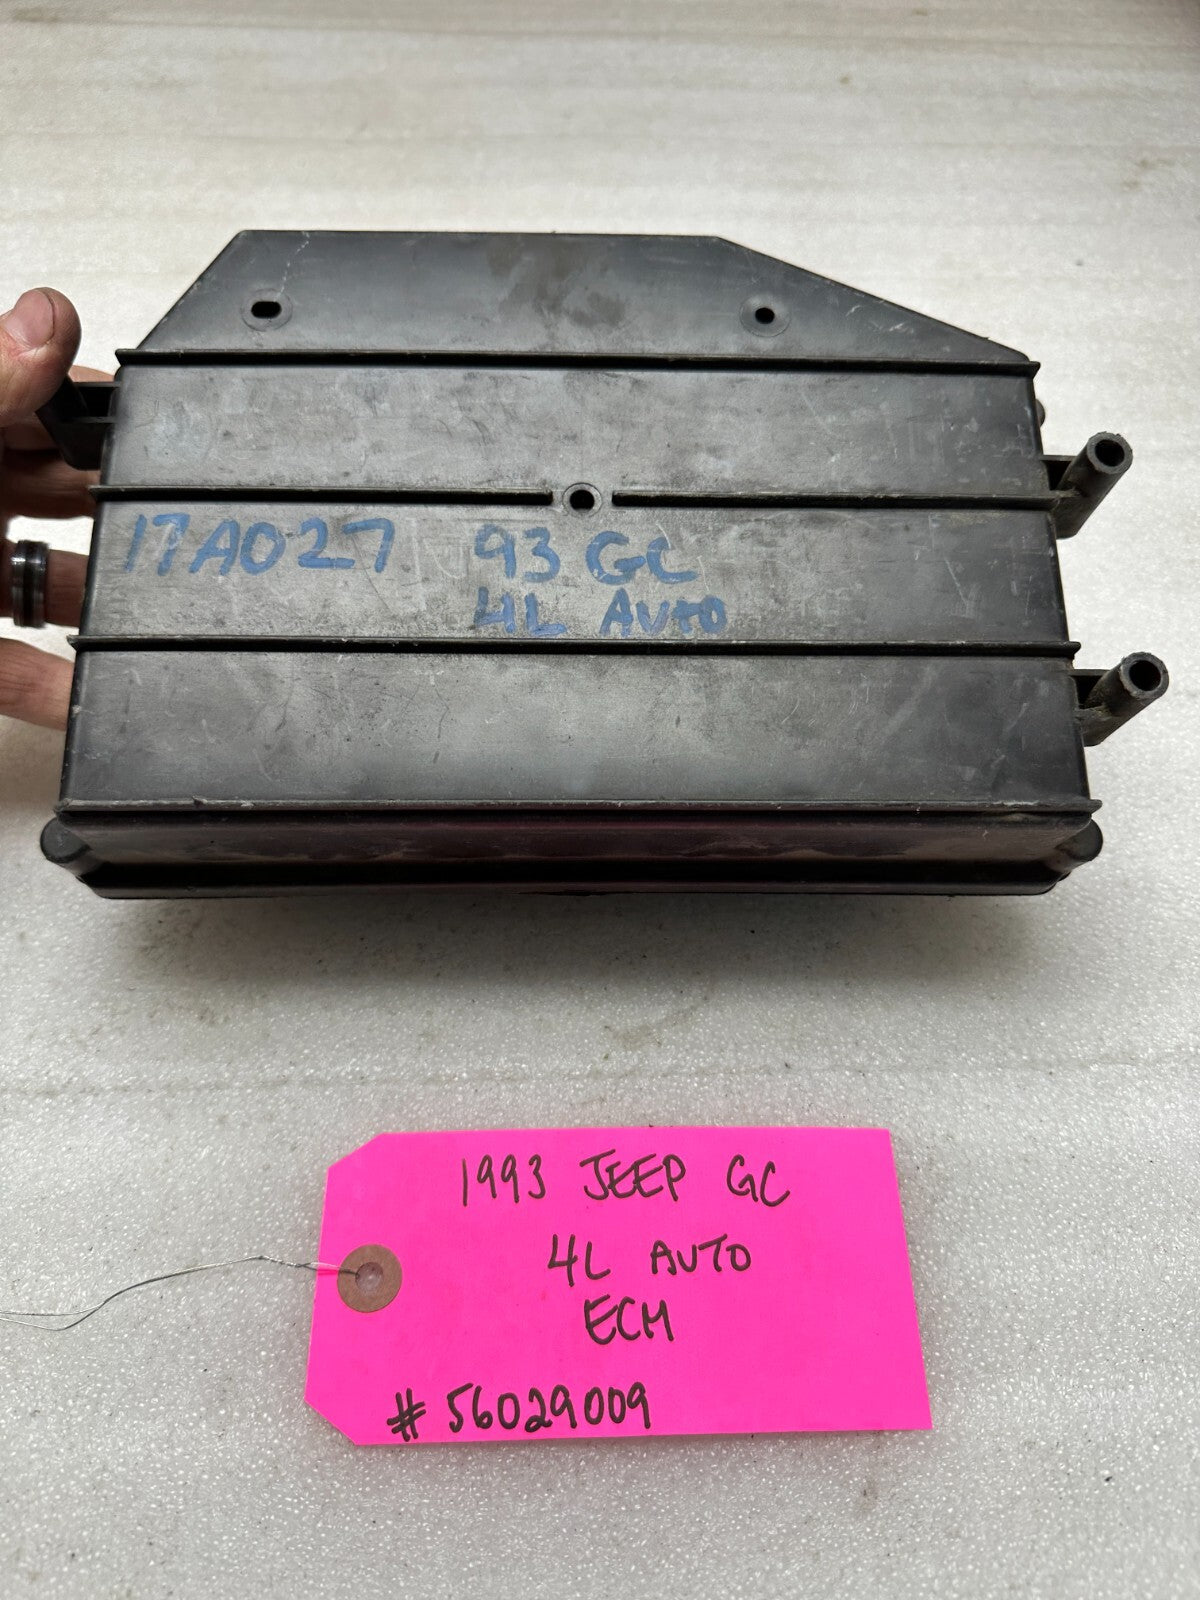 17A027 93 GC
4L AUTO
1993 JEEP GC
4L AUTO
ECM
# 56029009